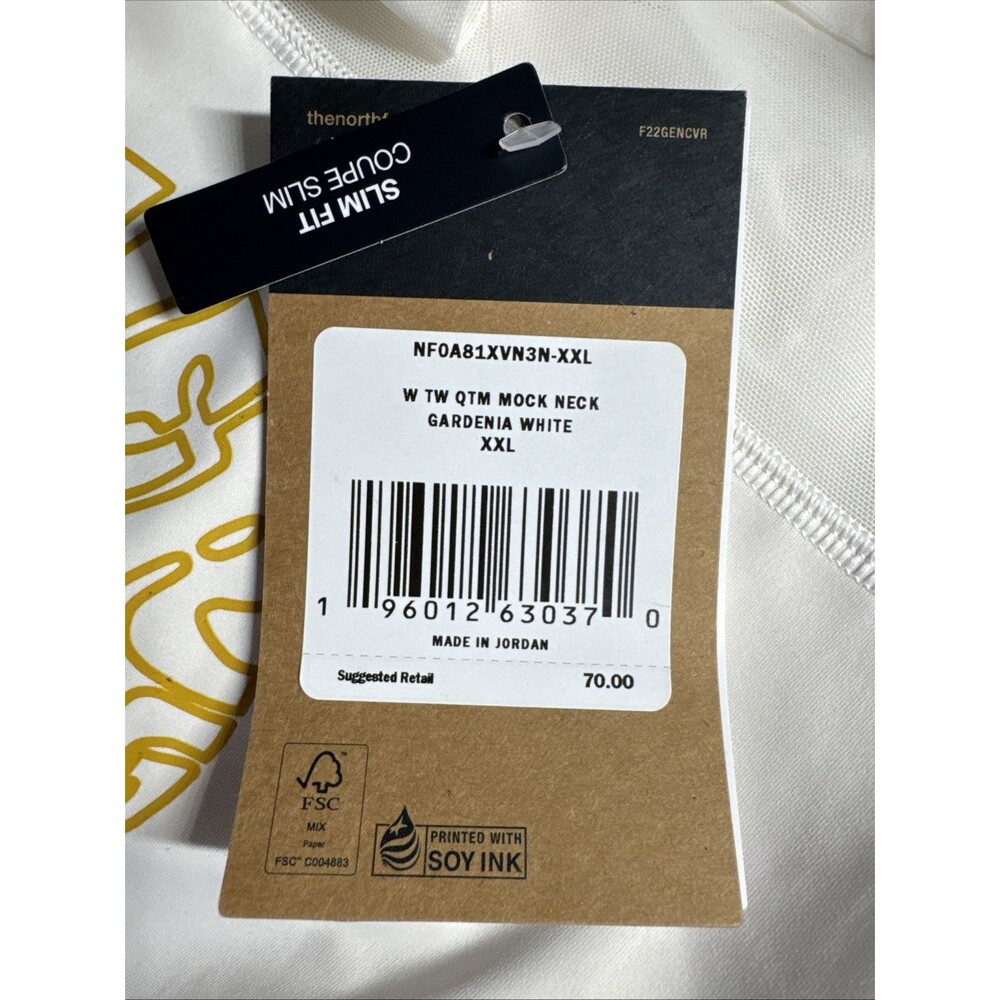 thenorthf
F22GENCVR
SLIM FIT
COUPE SLIM
NF0A81XVN3N-XXL
W TW QTM MOCK NECK
GARDENIA WHITE
XXL
1 96012 63037 0
MADE IN JORDAN
Suggested Retail 70.00
FSC
MIX
Paper
FSC™ C004883
PRINTED WITH
SOY INK